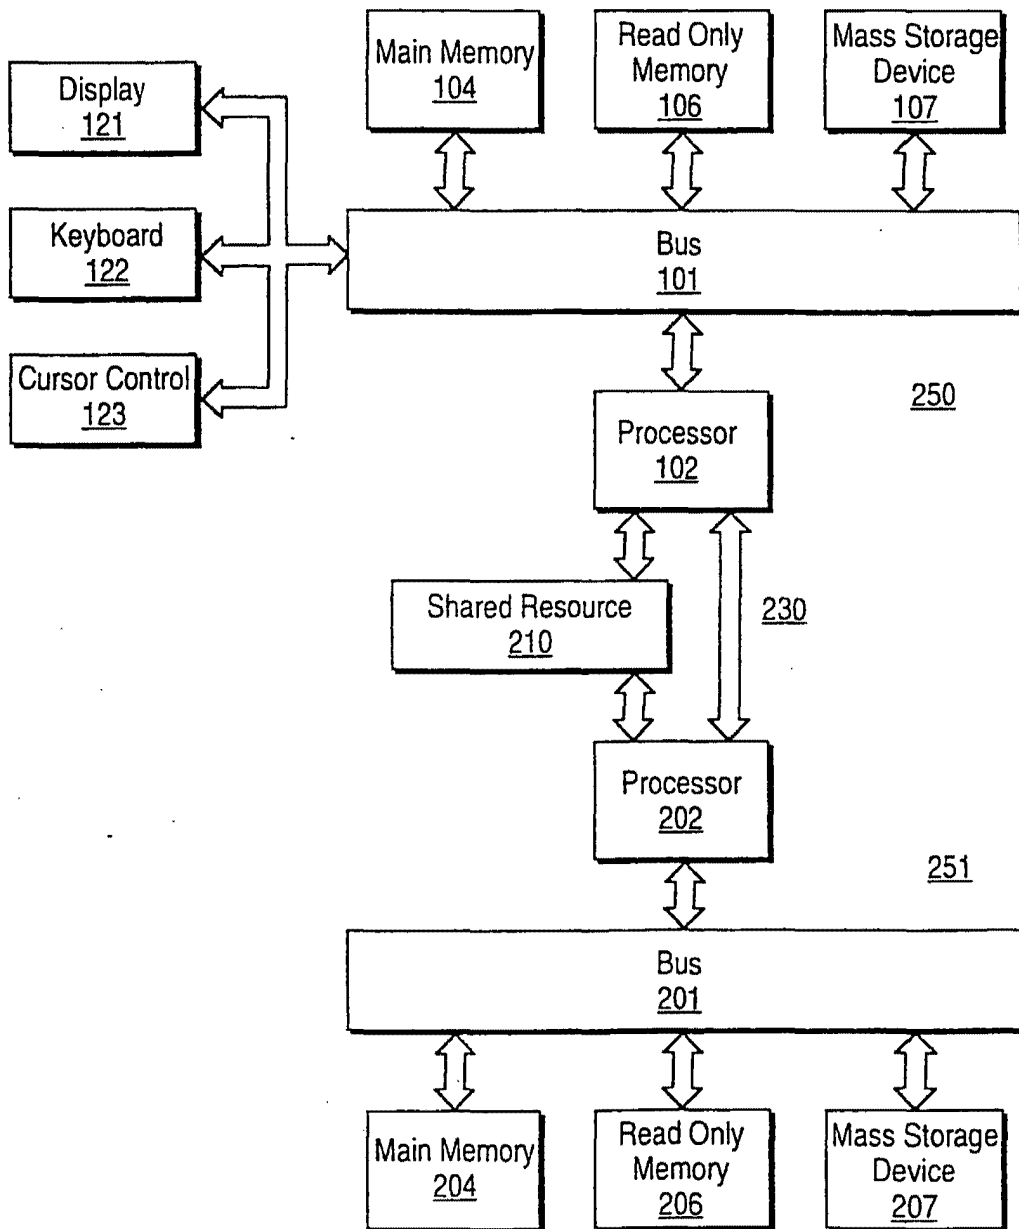 Main Memory
104
Read Only
Memory
106
Mass Storage
Device
107
Display
121
Keyboard
122
Cursor Control
123
Bus
101
250
Processor
102
Shared Resource
210
230
Processor
202
251
Bus
201
Main Memory
204
Read Only
Memory
206
Mass Storage
Device
207